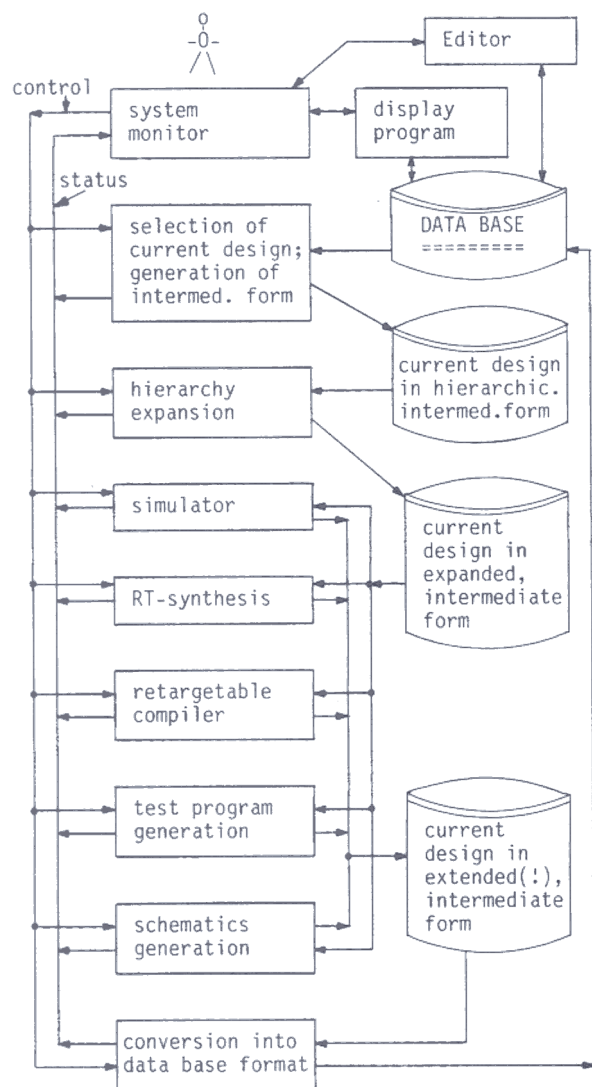 Editor
control
system
monitor
display
program
status
selection of
current design;
generation of
intermed. form
DATA BASE
=========
current design
in hierarchic.
intermed.form
hierarchy
expansion
simulator
current
design in
expanded,
intermediate
form
RT-synthesis
retargetable
compiler
test program
generation
current
design in
extended(!),
intermediate
form
schematics
generation
conversion into
data base format